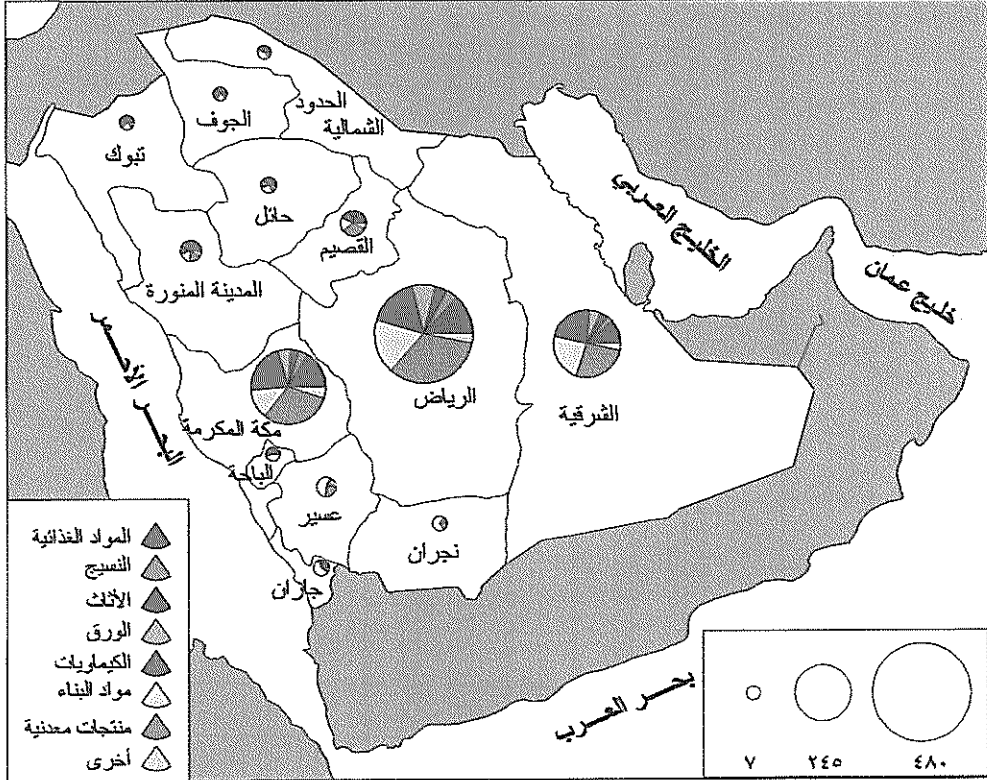 الحدود
الشمالية
الجوف
تبوك
حائل
القصيم
المدينة المنورة
الخليج العربي
خليج عمان
البحر الأحمر
الرياض
الشرقية
مكة المكرمة
الباحة
عسير
نجران
جازان
بحر العرب
المواد الغذائية
النسيج
الأثاث
الورق
الكيماويات
مواد البناء
منتجات معدنية
أخرى
٧ ٢٤٥ ٤٨٠